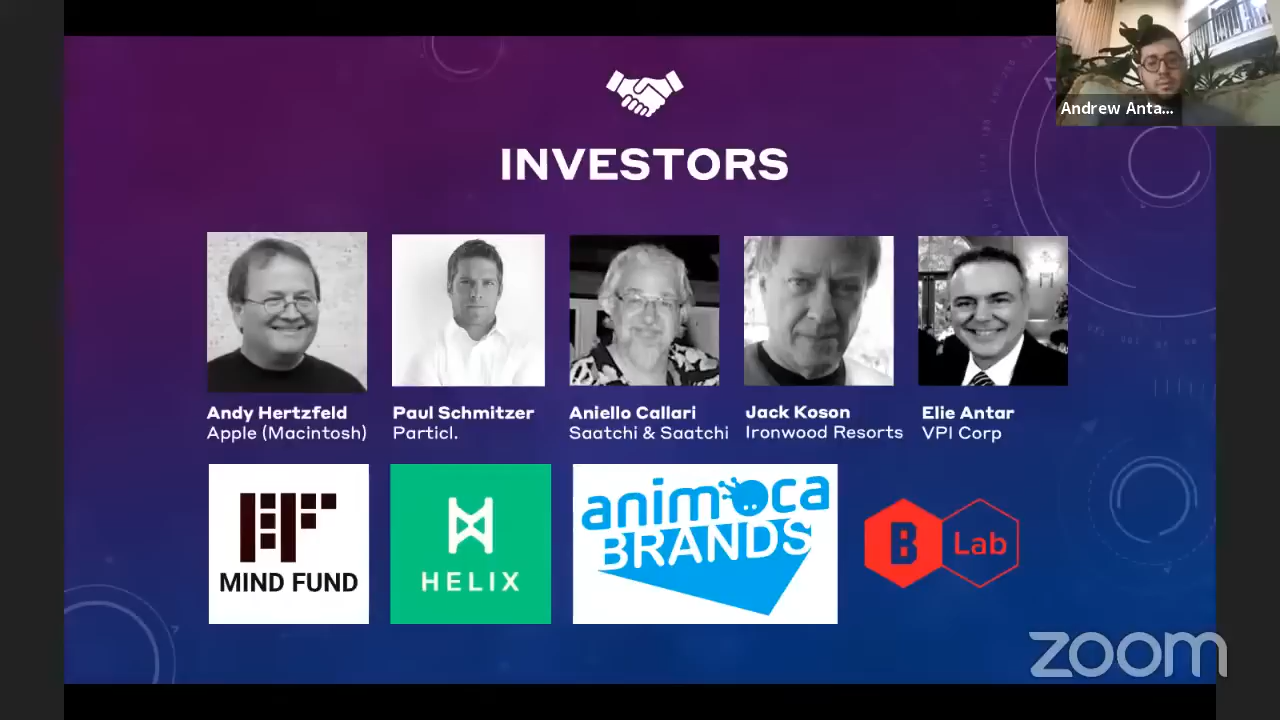 Andrew Anta...
INVESTORS
Andy Hertzfeld
Apple (Macintosh)
Paul Schmitzer
Particl.
Aniello Callari
Saatchi & Saatchi
Jack Koson
Ironwood Resorts
Elie Antar
VPI Corp
MIND FUND
HELIX
animoca
BRANDS
B Lab
zoom